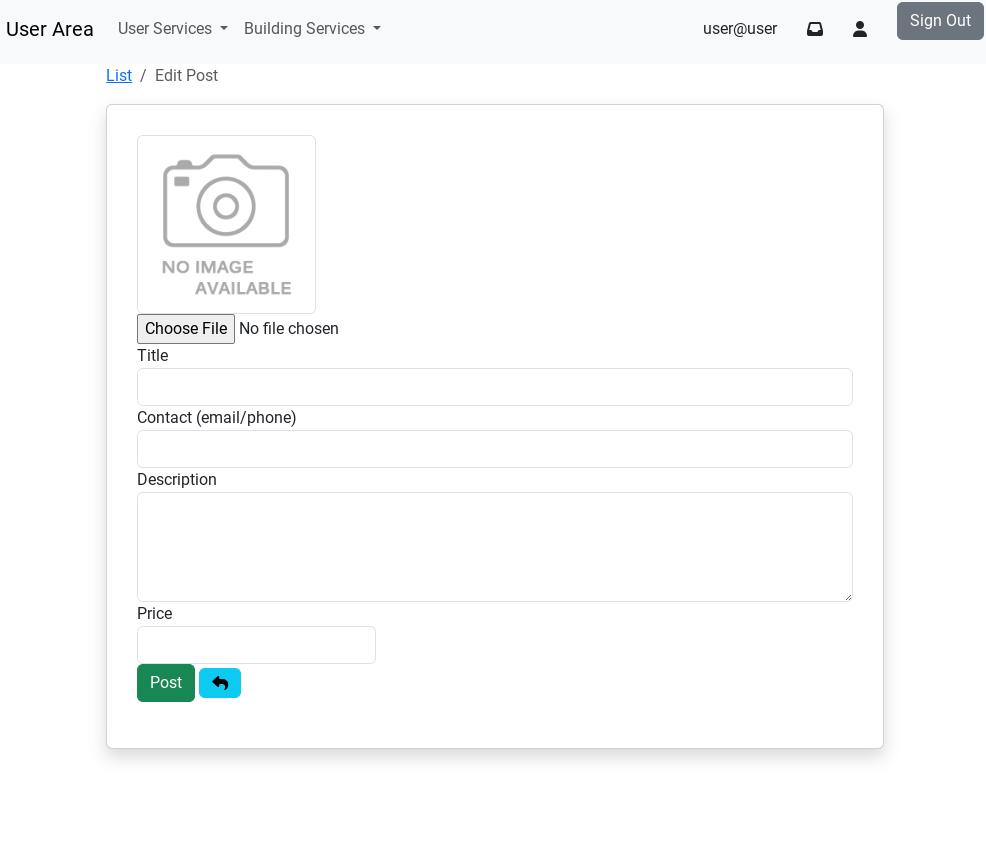 User Area User Services Building Services user@user Sign Out
List / Edit Post
NO IMAGE
AVAILABLE
Choose File No file chosen
Title
Contact (email/phone)
Description
Price
Post